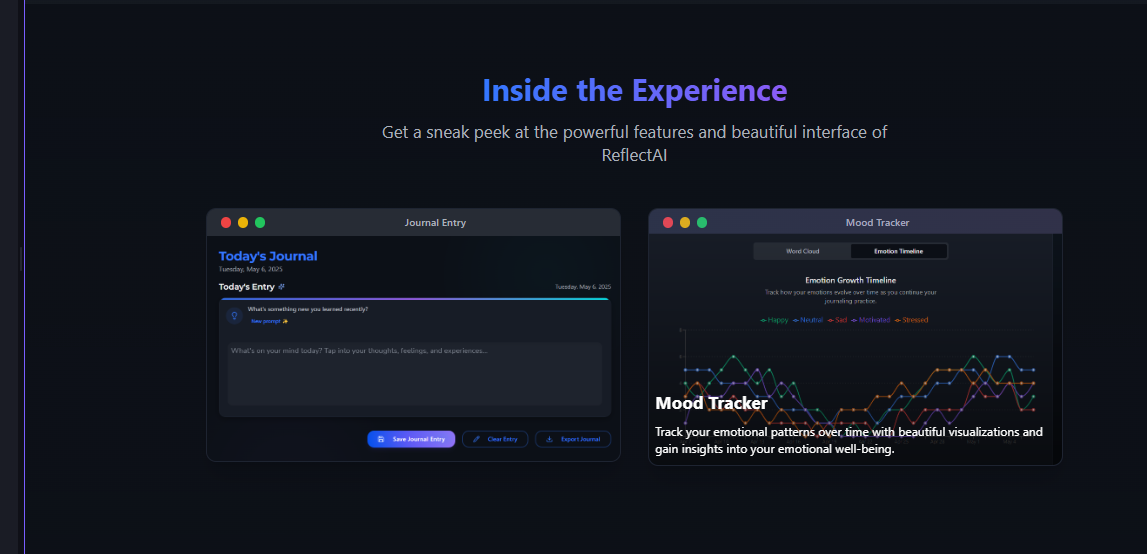 Inside the Experience
Get a sneak peek at the powerful features and beautiful interface of
ReflectAI
Journal Entry
Today's Journal
Tuesday, May 6, 2025
Today's Entry
Tuesday, May 6, 2025
What's something new you learned recently?
New prompt ✨
What's on your mind today? Tap into your thoughts, feelings, and experiences...
Save Journal Entry
Clear Entry
Export Journal
Mood Tracker
Word Cloud
Emotion Timeline
Emotion Growth Timeline
Track how your emotions evolve over time as you continue your
journaling practice.
Happy Neutral Sad Motivated Stressed
Mood Tracker
Track your emotional patterns over time with beautiful visualizations and
gain insights into your emotional well-being.